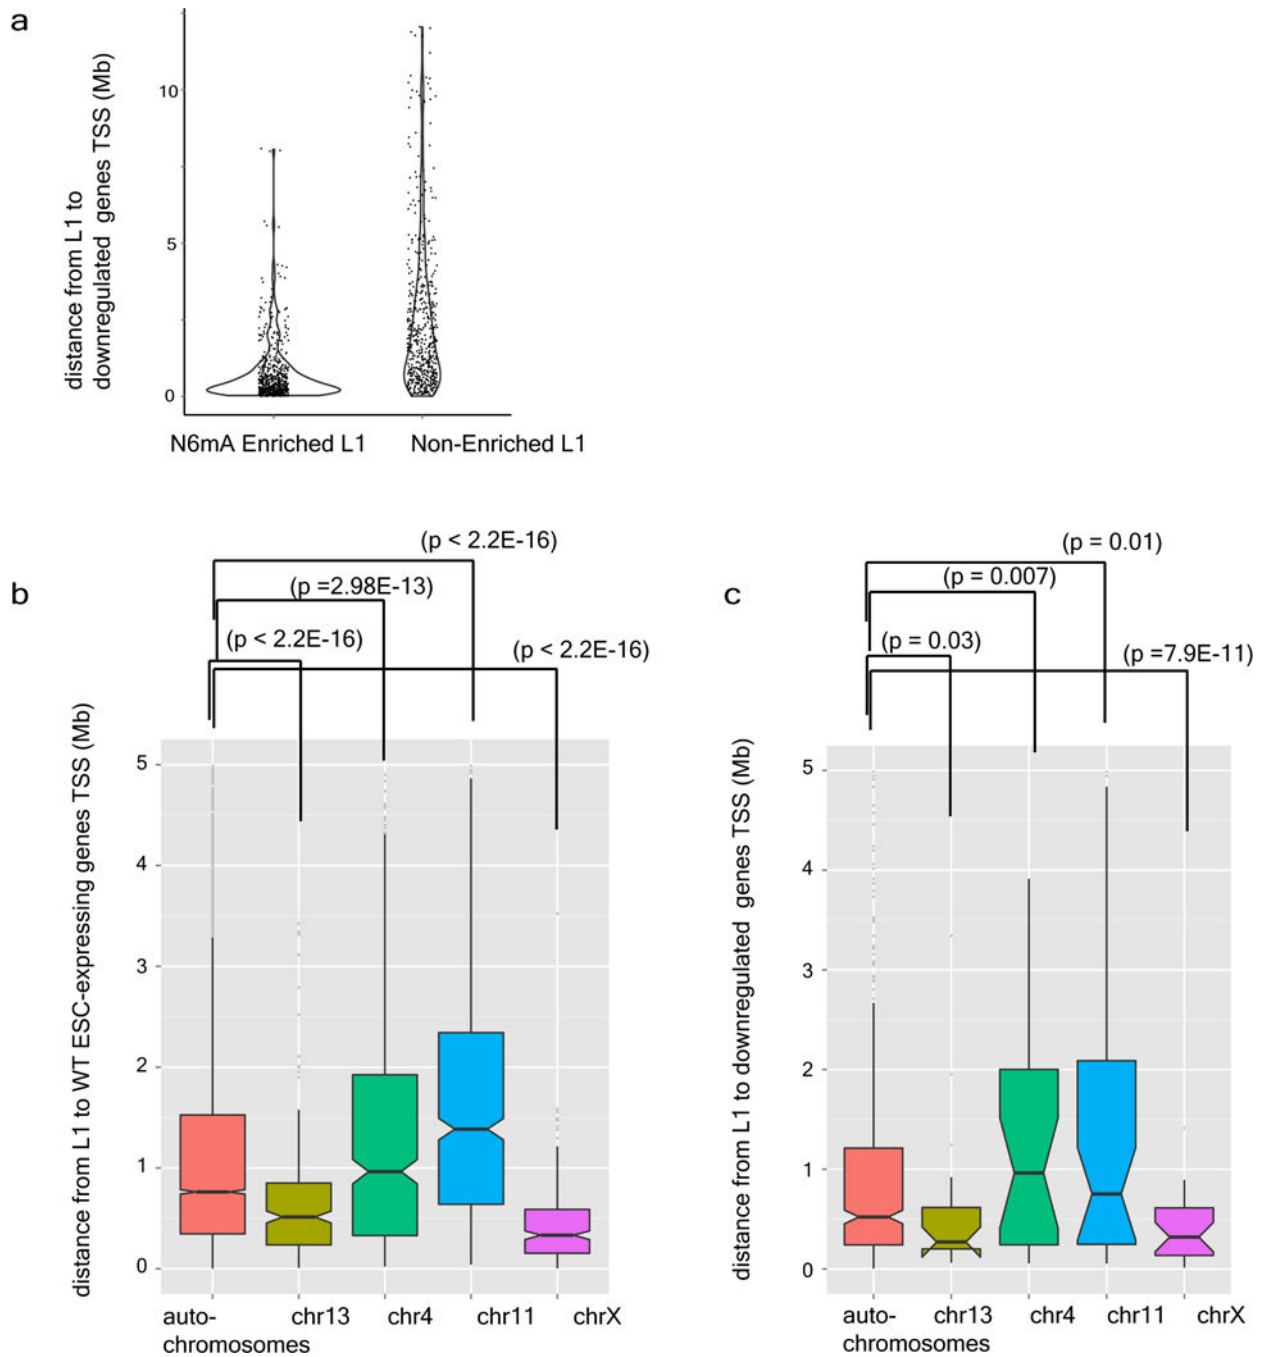 a
distance from L1 to
downregulated genes TSS (Mb)
10
5
0
N6mA Enriched L1
Non-Enriched L1
b
(p < 2.2E-16)
(p =2.98E-13)
(p < 2.2E-16)
(p < 2.2E-16)
distance from L1 to WT ESC-expressing genes TSS (Mb)
5
4
3
2
1
0
auto-
chromosomes
chr13
chr4
chr11
chrX
c
(p = 0.01)
(p = 0.007)
(p = 0.03)
(p =7.9E-11)
distance from L1 to downregulated genes TSS (Mb)
5
4
3
2
1
0
auto-
chromosomes
chr13
chr4
chr11
chrX